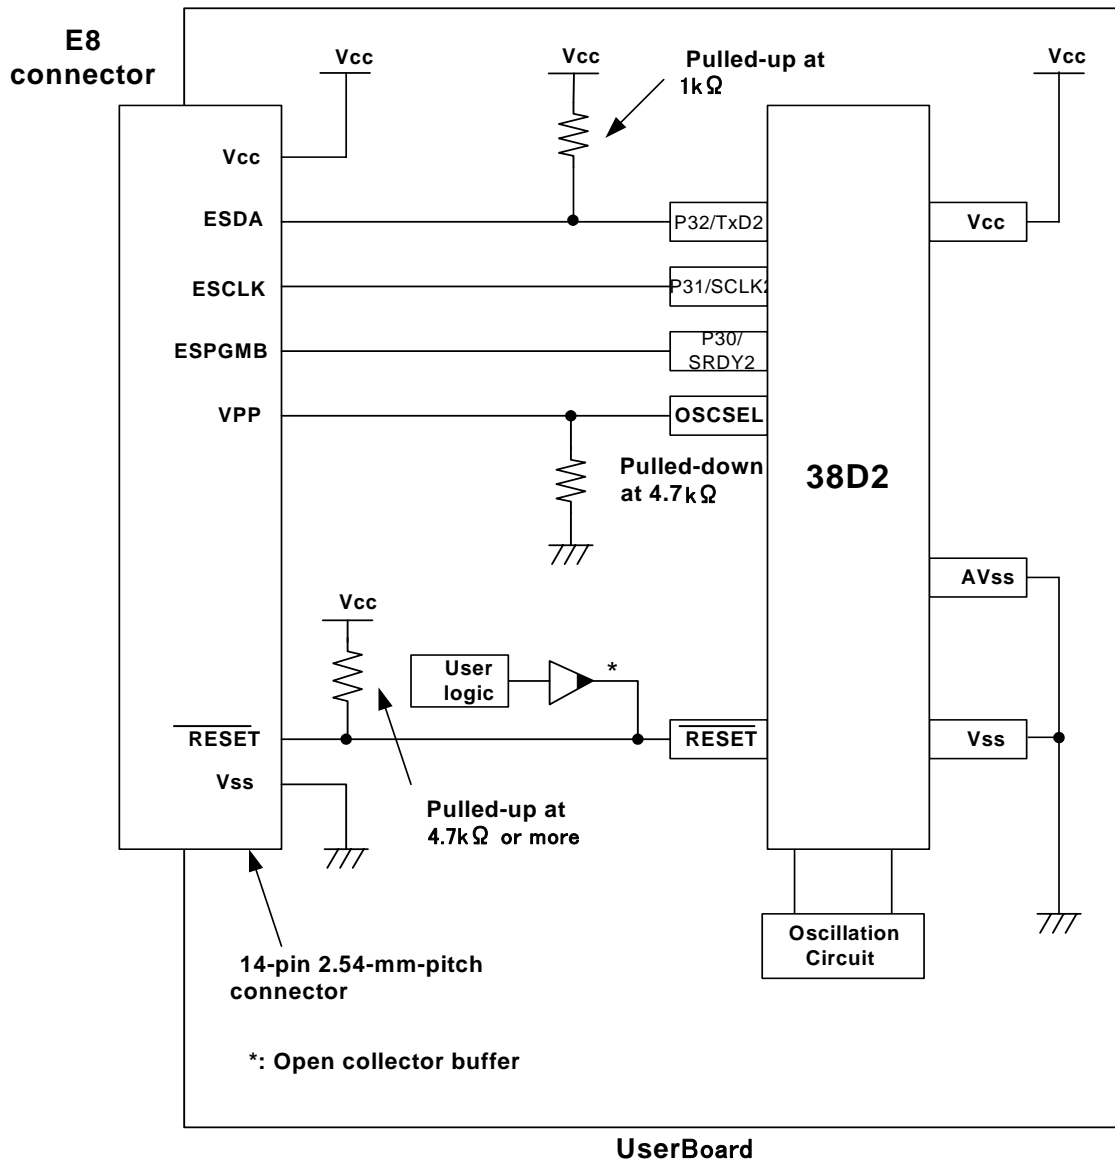 E8
connector
Vcc
Vcc
Pulled-up at
1kΩ
Vcc
Vcc
ESDA
P32/TxD2
Vcc
ESCLK
P31/SCLK2
ESPGMB
P30/
SRDY2
VPP
OSCSEL
Pulled-down
at 4.7kΩ
38D2
AVss
Vcc
User
logic
*
RESET
RESET
Vss
Vss
Pulled-up at
4.7kΩ or more
Oscillation
Circuit
14-pin 2.54-mm-pitch
connector
*: Open collector buffer
UserBoard